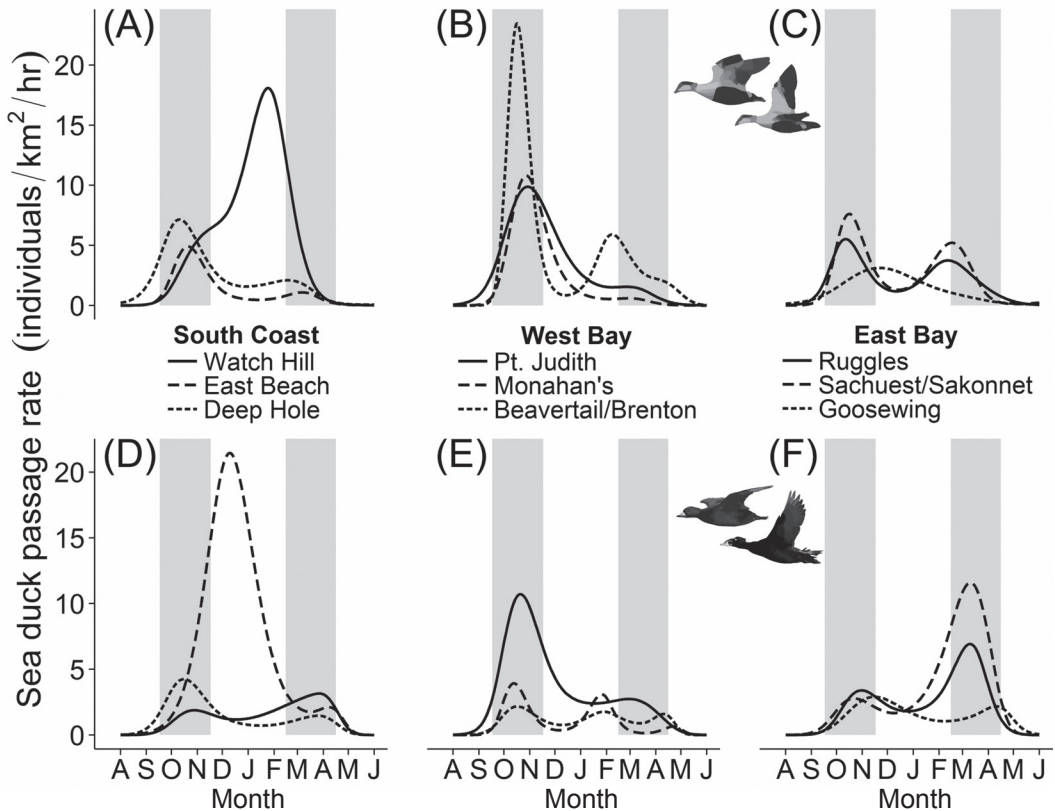 (A) (B) (C)
Sea duck passage rate (individuals/km²/hr)
20
15
10
5
0
South Coast
Watch Hill
East Beach
Deep Hole
West Bay
Pt. Judith
Monahan's
Beavertail/Brenton
East Bay
Ruggles
Sachuest/Sakonnet
Goosewing
(D) (E) (F)
20
15
10
5
0
A S O N D J F M A M J
A S O N D J F M A M J
A S O N D J F M A M J
Month
Month
Month